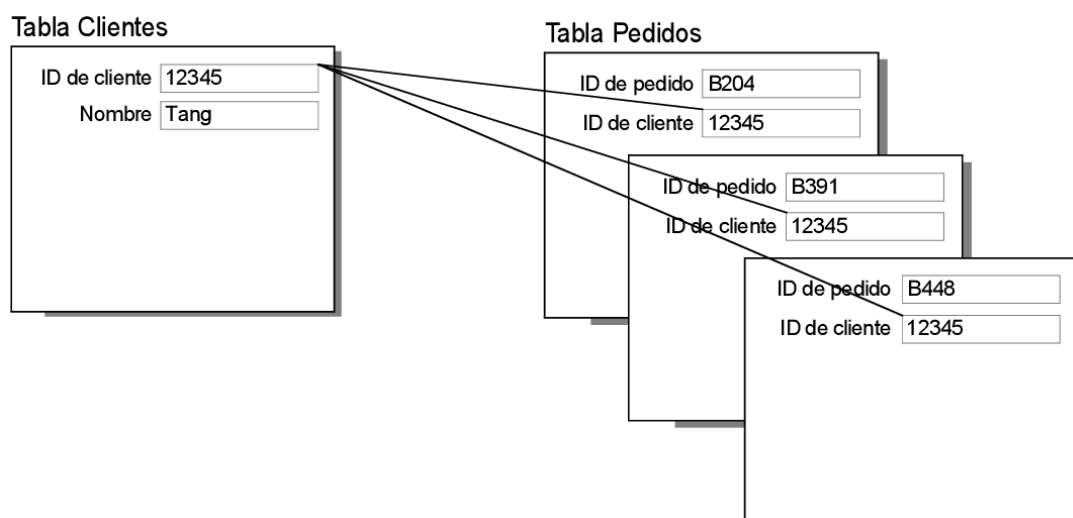 Tabla Clientes
ID de cliente 12345
Nombre Tang
Tabla Pedidos
ID de pedido B204
ID de cliente 12345
ID de pedido B391
ID de cliente 12345
ID de pedido B448
ID de cliente 12345